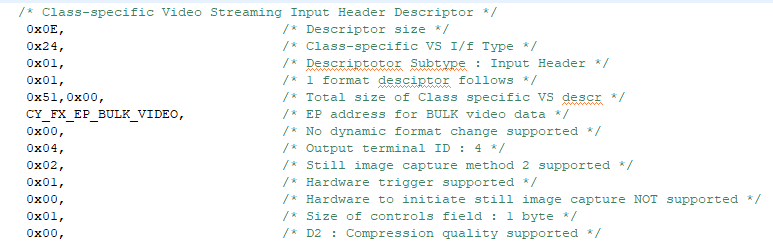 /* Class-specific Video Streaming Input Header Descriptor */
0x0E, /* Descriptor size */
0x24, /* Class-specific VS I/f Type */
0x01, /* Descriptotor Subtype : Input Header */
0x01, /* 1 format desciptor follows */
0x51,0x00, /* Total size of Class specific VS descr */
CY_FX_EP_BULK_VIDEO, /* EP address for BULK video data */
0x00, /* No dynamic format change supported */
0x04, /* Output terminal ID : 4 */
0x02, /* Still image capture method 2 supported */
0x01, /* Hardware trigger supported */
0x00, /* Hardware to initiate still image capture NOT supported */
0x01, /* Size of controls field : 1 byte */
0x00, /* D2 : Compression quality supported */